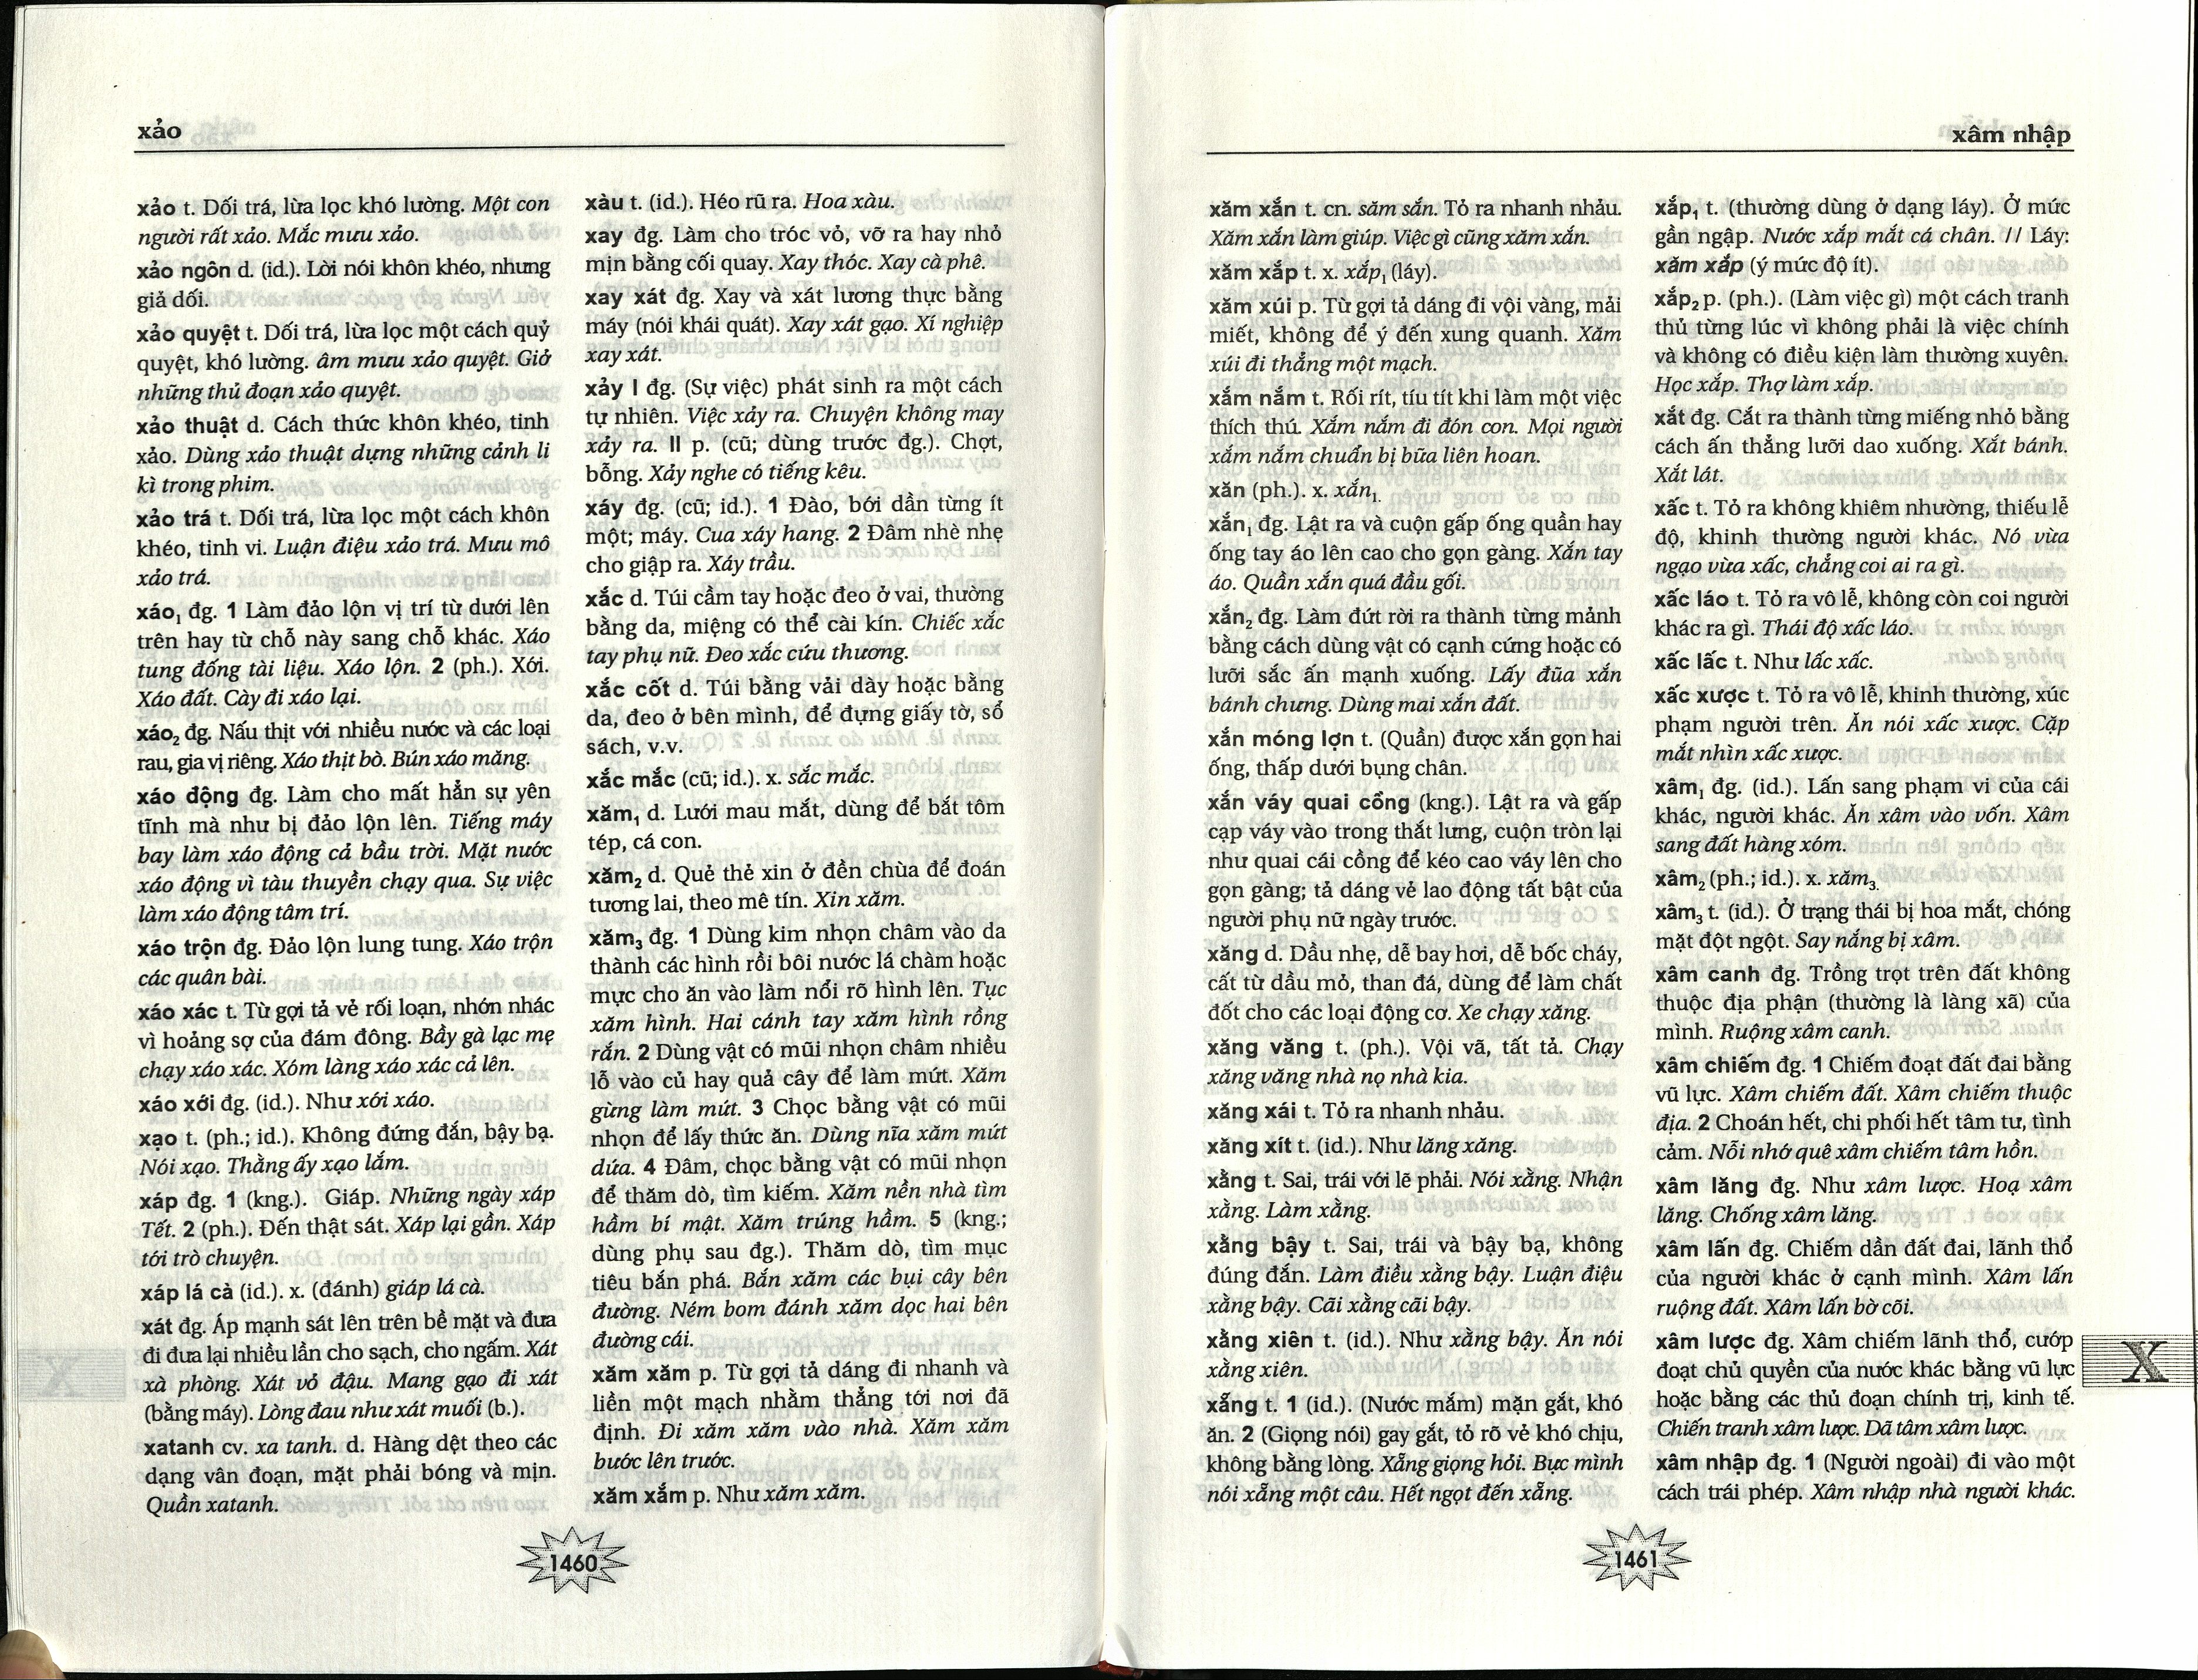 xảo
xảo t. Dối trá, lừa lọc khó lường. Một con
người rất xảo. Mắc mưu xảo.
xảo ngôn d. (id.). Lời nói khôn khéo, nhưng
giả dối.
xảo quyệt t. Dối trá, lừa lọc một cách quỷ
quyệt, khó lường. âm mưu xảo quyệt. Giở
những thủ đoạn xảo quyệt.
xảo thuật d. Cách thức khôn khéo, tinh
xảo. Dùng xảo thuật dựng những cảnh li
kì trong phim.
xảo trá t. Dối trá, lừa lọc một cách khôn
khéo, tinh vi. Luận điệu xảo trá. Mưu mô
xảo trá.
xáo₁ đg. 1 Làm đảo lộn vị trí từ dưới lên
trên hay từ chỗ này sang chỗ khác. Xáo
tung đống tài liệu. Xáo lộn. 2 (ph.). Xới.
Xáo đất. Cày đi xáo lại.
xáo₂ đg. Nấu thịt với nhiều nước và các loại
rau, gia vị riêng. Xáo thịt bò. Bún xáo măng.
xáo động đg. Làm cho mất hẳn sự yên
tĩnh mà như bị đảo lộn lên. Tiếng máy
bay làm xáo động cả bầu trời. Mặt nước
xáo động vì tàu thuyền chạy qua. Sự việc
làm xáo động tâm trí.
xáo trộn đg. Đảo lộn lung tung. Xáo trộn
các quân bài.
xáo xác t. Từ gợi tả vẻ rối loạn, nhớn nhác
vì hoảng sợ của đám đông. Bầy gà lạc mẹ
chạy xáo xác. Xóm làng xáo xác cả lên.
xáo xới đg. (id.). Như xới xáo.
xạo t. (ph.; id.). Không đứng đắn, bậy bạ.
Nói xạo. Thằng ấy xạo lắm.
xáp đg. 1 (kng.). Giáp. Những ngày xáp
Tết. 2 (ph.). Đến thật sát. Xáp lại gần. Xáp
tới trò chuyện.
xáp lá cà (id.). x. (đánh) giáp lá cà.
xát đg. Áp mạnh sát lên trên bề mặt và đưa
đi đưa lại nhiều lần cho sạch, cho ngấm. Xát
xà phòng. Xát vỏ đậu. Mang gạo đi xát
(bằng máy). Lòng đau như xát muối (b.).
xatanh cv. xa tanh. d. Hàng dệt theo các
dạng vân đoạn, mặt phải bóng và mịn.
Quần xatanh.
xàu t. (id.). Héo rũ ra. Hoa xàu.
xay đg. Làm cho tróc vỏ, vỡ ra hay nhỏ
mịn bằng cối quay. Xay thóc. Xay cà phê.
xay xát đg. Xay và xát lương thực bằng
máy (nói khái quát). Xay xát gạo. Xí nghiệp
xay xát.
xảy I đg. (Sự việc) phát sinh ra một cách
tự nhiên. Việc xảy ra. Chuyện không may
xảy ra. II p. (cũ; dùng trước đg.). Chợt,
bỗng. Xảy nghe có tiếng kêu.
xáy đg. (cũ; id.). 1 Đào, bới dần từng ít
một; máy. Cua xáy hang. 2 Đâm nhè nhẹ
cho giập ra. Xáy trầu.
xắc d. Túi cầm tay hoặc đeo ở vai, thường
bằng da, miệng có thể cài kín. Chiếc xắc
tay phụ nữ. Đeo xắc cứu thương.
xắc cốt d. Túi bằng vải dày hoặc bằng
da, đeo ở bên mình, để đựng giấy tờ, sổ
sách, v.v.
xắc mắc (cũ; id.). x. sắc mắc.
xăm₁ d. Lưới mau mắt, dùng để bắt tôm
tép, cá con.
xăm₂ d. Quẻ thẻ xin ở đền chùa để đoán
tương lai, theo mê tín. Xin xăm.
xăm₃ đg. 1 Dùng kim nhọn châm vào da
thành các hình rồi bôi nước lá chàm hoặc
mực cho ăn vào làm nổi rõ hình lên. Tục
xăm hình. Hai cánh tay xăm hình rồng
rắn. 2 Dùng vật có mũi nhọn châm nhiều
lỗ vào củ hay quả cây để làm mứt. Xăm
gừng làm mứt. 3 Chọc bằng vật có mũi
nhọn để lấy thức ăn. Dùng nĩa xăm mứt
dứa. 4 Đâm, chọc bằng vật có mũi nhọn
để thăm dò, tìm kiếm. Xăm nền nhà tìm
hầm bí mật. Xăm trúng hầm. 5 (kng.;
dùng phụ sau đg.). Thăm dò, tìm mục
tiêu bắn phá. Bắn xăm các bụi cây bên
đường. Ném bom đánh xăm dọc hai bên
đường cái.
xăm xăm p. Từ gợi tả dáng đi nhanh và
liền một mạch nhằm thẳng tới nơi đã
định. Đi xăm xăm vào nhà. Xăm xăm
bước lên trước.
xăm xắm p. Như xăm xăm.
1460
xâm nhập
xăm xắn t. cn. săm sắn. Tỏ ra nhanh nhảu.
Xăm xắn làm giúp. Việc gì cũng xăm xắn.
xăm xắp t. x. xắp₁ (láy).
xăm xúi p. Từ gợi tả dáng đi vội vàng, mải
miết, không để ý đến xung quanh. Xăm
xúi đi thẳng một mạch.
xắm nắm t. Rối rít, tíu tít khi làm một việc
thích thú. Xắm nắm đi đón con. Mọi người
xắm nắm chuẩn bị bữa liên hoan.
xăn (ph.). x. xắn₁.
xắn₁ đg. Lật ra và cuộn gấp ống quần hay
ống tay áo lên cao cho gọn gàng. Xắn tay
áo. Quần xắn quá đầu gối.
xắn₂ đg. Làm đứt rời ra thành từng mảnh
bằng cách dùng vật có cạnh cứng hoặc có
lưỡi sắc ấn mạnh xuống. Lấy đũa xắn
bánh chưng. Dùng mai xắn đất.
xắn móng lợn t. (Quần) được xắn gọn hai
ống, thấp dưới bụng chân.
xắn váy quai cồng (kng.). Lật ra và gấp
cạp váy vào trong thắt lưng, cuộn tròn lại
như quai cái cồng để kéo cao váy lên cho
gọn gàng; tả dáng vẻ lao động tất bật của
người phụ nữ ngày trước.
xăng d. Dầu nhẹ, dễ bay hơi, dễ bốc cháy,
cất từ dầu mỏ, than đá, dùng để làm chất
đốt cho các loại động cơ. Xe chạy xăng.
xăng văng t. (ph.). Vội vã, tất tả. Chạy
xăng văng nhà nọ nhà kia.
xăng xái t. Tỏ ra nhanh nhảu.
xăng xít t. (id.). Như lăng xăng.
xằng t. Sai, trái với lẽ phải. Nói xằng. Nhận
xằng. Làm xằng.
xằng bậy t. Sai, trái và bậy bạ, không
đúng đắn. Làm điều xằng bậy. Luận điệu
xằng bậy. Cãi xằng cãi bậy.
xằng xiên t. (id.). Như xằng bậy. Ăn nói
xằng xiên.
xẵng t. 1 (id.). (Nước mắm) mặn gắt, khó
ăn. 2 (Giọng nói) gay gắt, tỏ rõ vẻ khó chịu,
không bằng lòng. Xẵng giọng hỏi. Bực mình
nói xẵng một câu. Hết ngọt đến xẵng.
xắp₁ t. (thường dùng ở dạng láy). Ở mức
gần ngập. Nước xắp mắt cá chân. // Láy:
xăm xắp (ý mức độ ít).
xắp₂ p. (ph.). (Làm việc gì) một cách tranh
thủ từng lúc vì không phải là việc chính
và không có điều kiện làm thường xuyên.
Học xắp. Thợ làm xắp.
xắt đg. Cắt ra thành từng miếng nhỏ bằng
cách ấn thẳng lưỡi dao xuống. Xắt bánh.
Xắt lát.
xấc t. Tỏ ra không khiêm nhường, thiếu lễ
độ, khinh thường người khác. Nó vừa
ngạo vừa xấc, chẳng coi ai ra gì.
xấc láo t. Tỏ ra vô lễ, không còn coi người
khác ra gì. Thái độ xấc láo.
xấc lấc t. Như lấc xấc.
xấc xược t. Tỏ ra vô lễ, khinh thường, xúc
phạm người trên. Ăn nói xấc xược. Cặp
mắt nhìn xấc xược.
xâm₁ đg. (id.). Lấn sang phạm vi của cái
khác, người khác. Ăn xâm vào vốn. Xâm
sang đất hàng xóm.
xâm₂ (ph.; id.). x. xăm₃.
xâm₃ t. (id.). Ở trạng thái bị hoa mắt, chóng
mặt đột ngột. Say nắng bị xâm.
xâm canh đg. Trồng trọt trên đất không
thuộc địa phận (thường là làng xã) của
mình. Ruộng xâm canh.
xâm chiếm đg. 1 Chiếm đoạt đất đai bằng
vũ lực. Xâm chiếm đất. Xâm chiếm thuộc
địa. 2 Choán hết, chi phối hết tâm tư, tình
cảm. Nỗi nhớ quê xâm chiếm tâm hồn.
xâm lăng đg. Như xâm lược. Hoạ xâm
lăng. Chống xâm lăng.
xâm lấn đg. Chiếm dần đất đai, lãnh thổ
của người khác ở cạnh mình. Xâm lấn
ruộng đất. Xâm lấn bờ cõi.
xâm lược đg. Xâm chiếm lãnh thổ, cướp
đoạt chủ quyền của nước khác bằng vũ lực
hoặc bằng các thủ đoạn chính trị, kinh tế.
Chiến tranh xâm lược. Dã tâm xâm lược.
xâm nhập đg. 1 (Người ngoài) đi vào một
cách trái phép. Xâm nhập nhà người khác.
X
1461